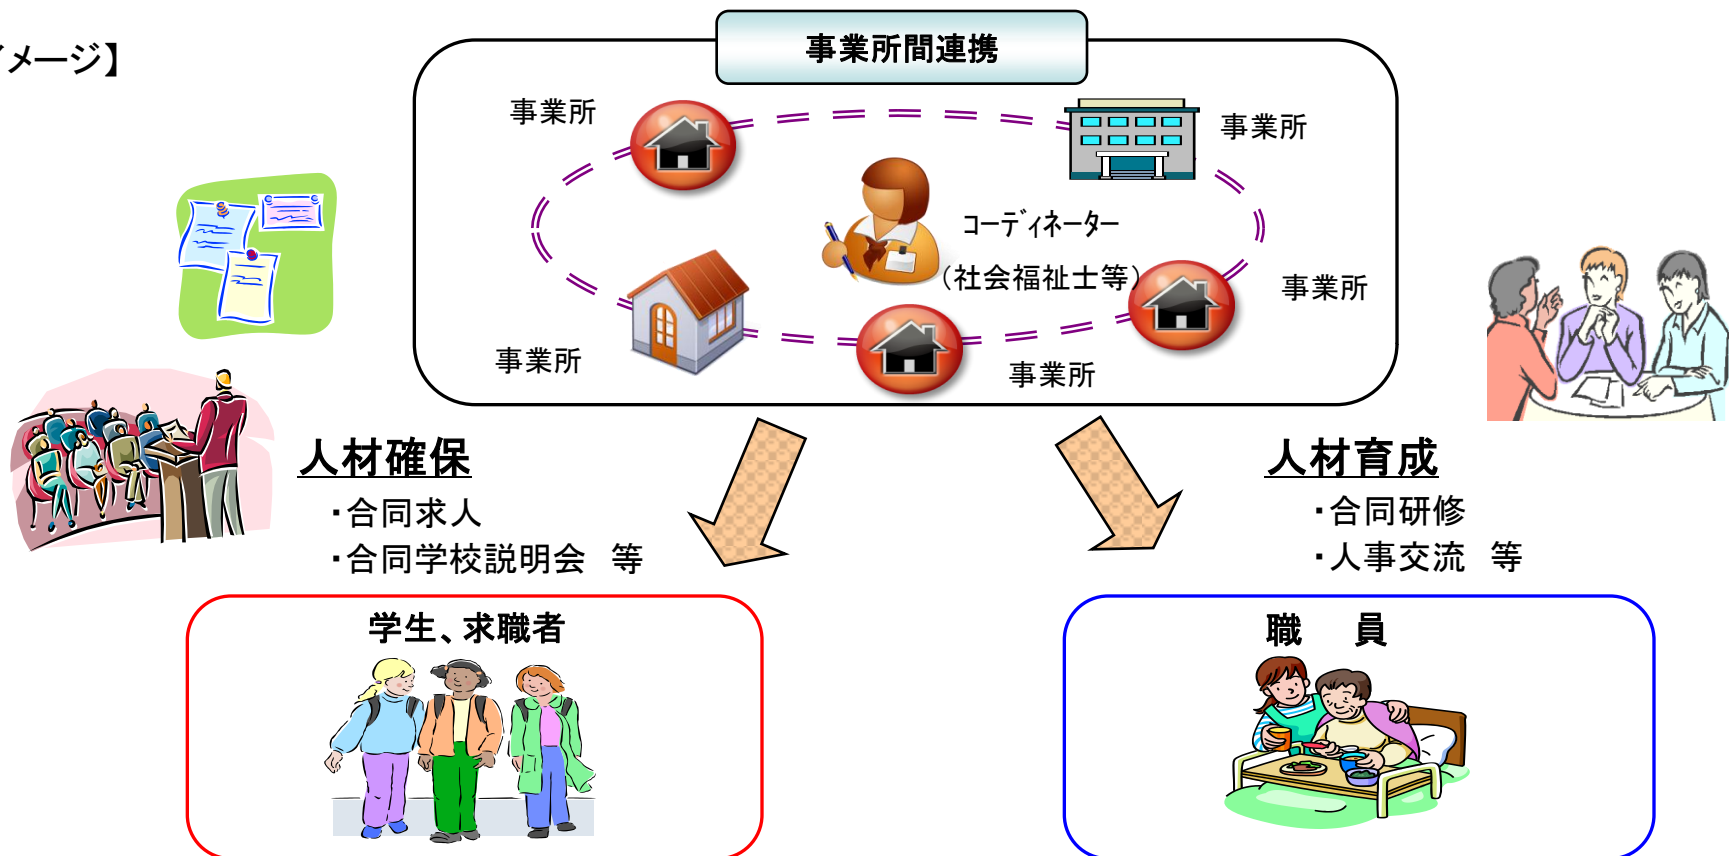 イメージ】
事業所間連携
事業所
事業所
コーディネーター
(社会福祉士等)
事業所
事業所
事業所
人材確保
・合同求人
・合同学校説明会　等
人材育成
・合同研修
・人事交流　等
学生、求職者
職　員